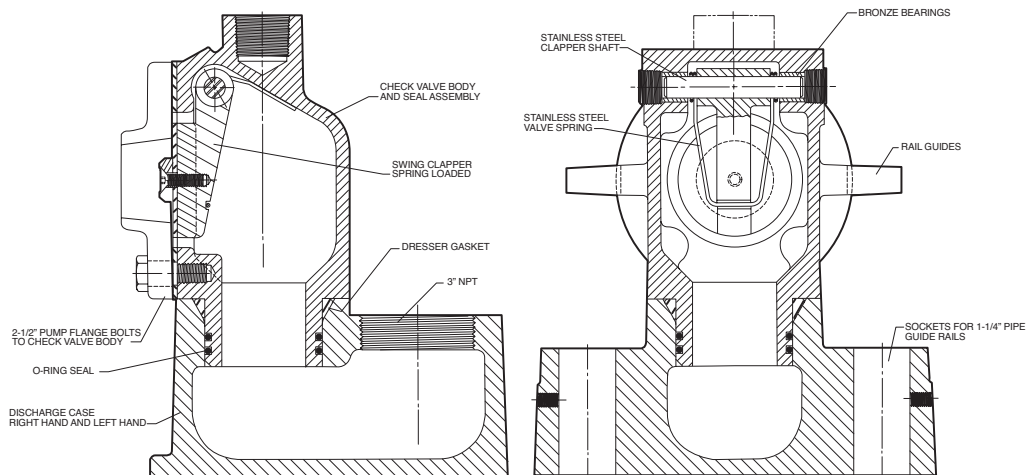 CHECK VALVE BODY
AND SEAL ASSEMBLY
SWING CLAPPER
SPRING LOADED
DRESSER GASKET
3" NPT
2-1/2" PUMP FLANGE BOLTS
TO CHECK VALVE BODY
O-RING SEAL
DISCHARGE CASE
RIGHT HAND AND LEFT HAND
BRONZE BEARINGS
STAINLESS STEEL
CLAPPER SHAFT
STAINLESS STEEL
VALVE SPRING
RAIL GUIDES
SOCKETS FOR 1-1/4" PIPE
GUIDE RAILS